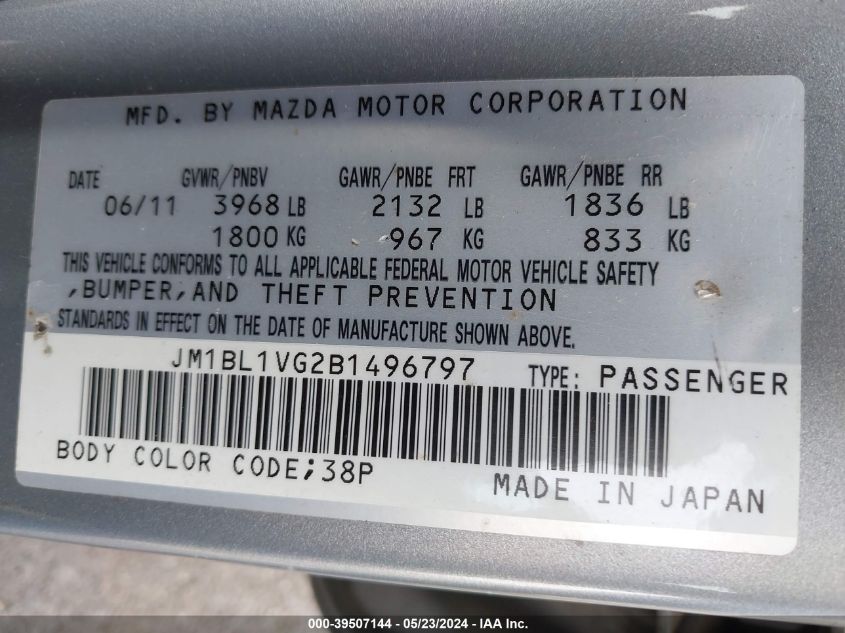 MFD. BY MAZDA MOTOR CORPORATION
DATE GVWR/PNBV GAWR/PNBE FRT GAWR/PNBE RR
06/11 3968 LB 2132 LB 1836 LB
1800 KG 967 KG 833 KG
THIS VEHICLE CONFORMS TO ALL APPLICABLE FEDERAL MOTOR VEHICLE SAFETY
,BUMPER,AND THEFT PREVENTION
STANDARDS IN EFFECT ON THE DATE OF MANUFACTURE SHOWN ABOVE.
JM1BL1VG2B1496797 TYPE: PASSENGER
BODY COLOR CODE;38P MADE IN JAPAN
000-39507144 - 05/23/2024 - IAA Inc.